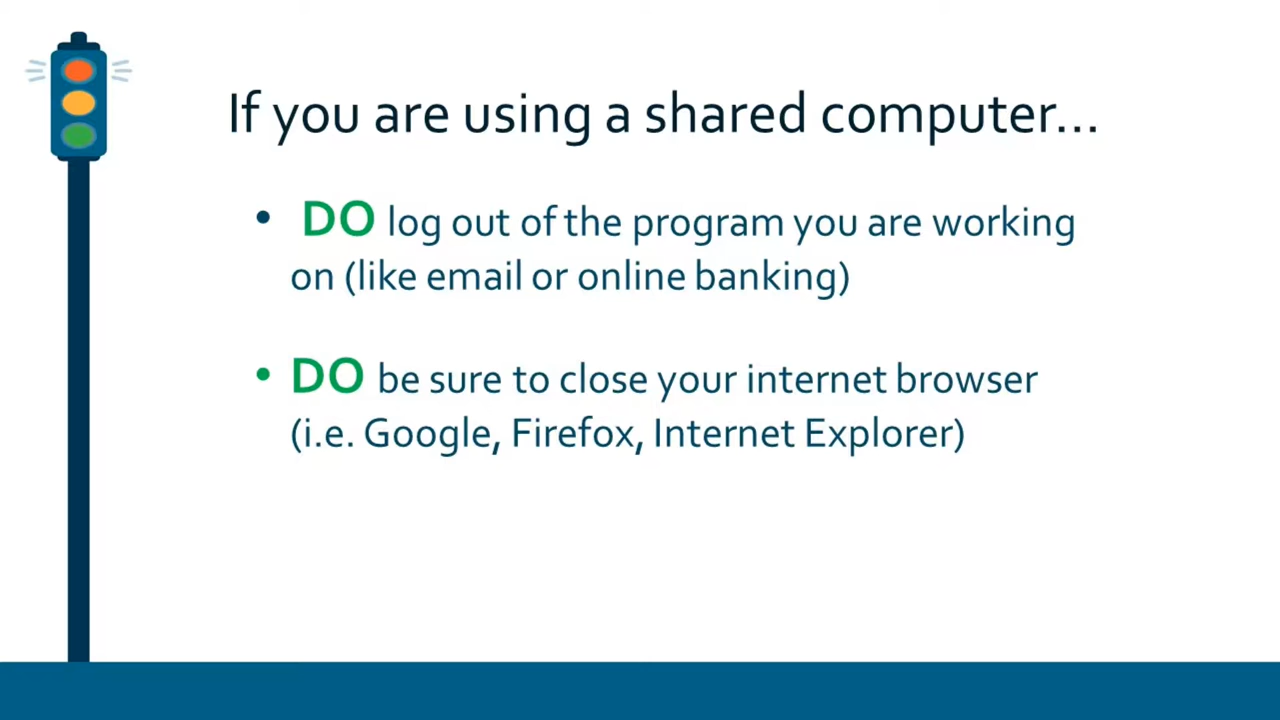 If you are using a shared computer...
• DO log out of the program you are working
on (like email or online banking)
• DO be sure to close your internet browser
(i.e. Google, Firefox, Internet Explorer)